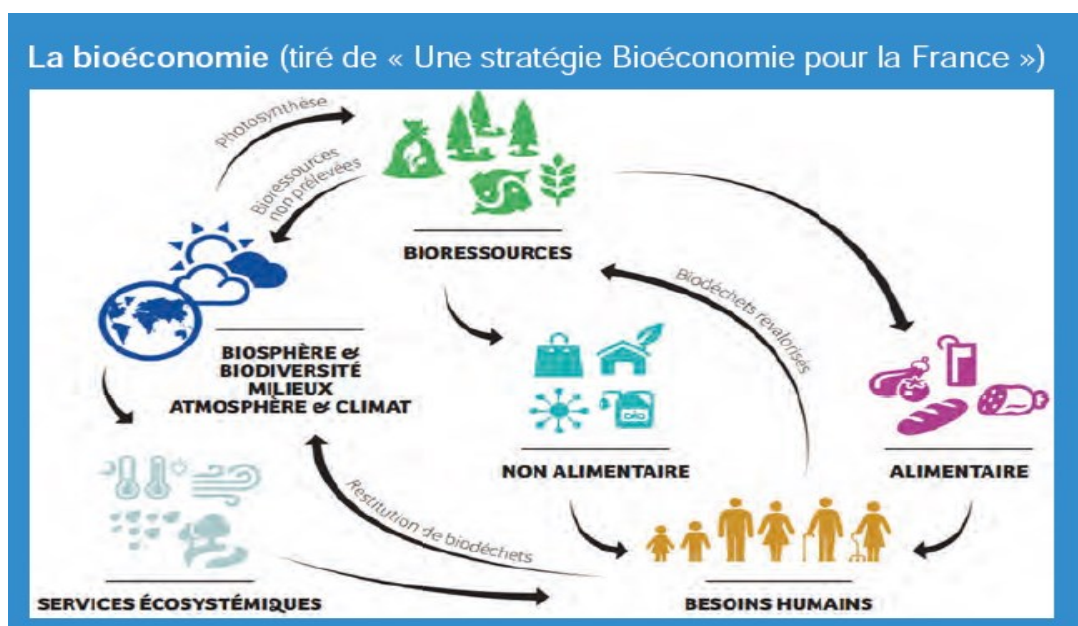 La bioéconomie (tiré de « Une stratégie Bioéconomie pour la France »)
Photosynthèse
Bioressources
non prélevées
BIORESSOURCES
Biodéchets revalorisés
BIOSPHÈRE &
BIODIVERSITÉ
MILIEUX
ATMOSPHÈRE & CLIMAT
bio
NON ALIMENTAIRE
ALIMENTAIRE
Restitution de biodéchets
SERVICES ÉCOSYSTÉMIQUES
BESOINS HUMAINS